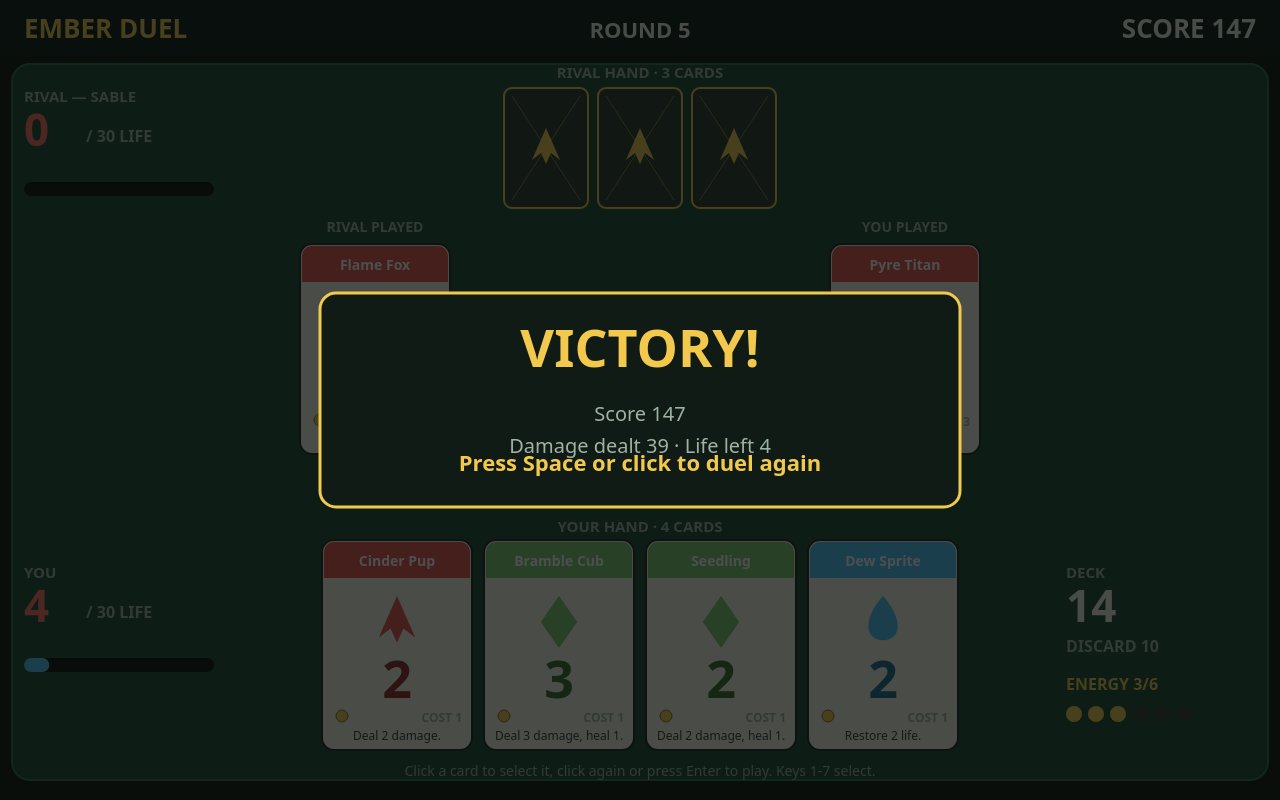 EMBER DUEL
ROUND 5
SCORE 147
RIVAL HAND · 3 CARDS
RIVAL — SABLE
0 / 30 LIFE
RIVAL PLAYED
YOU PLAYED
Flame Fox
Pyre Titan
VICTORY!
Score 147
Damage dealt 39 · Life left 4
Press Space or click to duel again
3
YOUR HAND · 4 CARDS
YOU
4 / 30 LIFE
Cinder Pup
2
COST 1
Deal 2 damage.
Bramble Cub
3
COST 1
Deal 3 damage, heal 1.
Seedling
2
COST 1
Deal 2 damage, heal 1.
Dew Sprite
2
COST 1
Restore 2 life.
DECK
14
DISCARD 10
ENERGY 3/6
Click a card to select it, click again or press Enter to play. Keys 1-7 select.